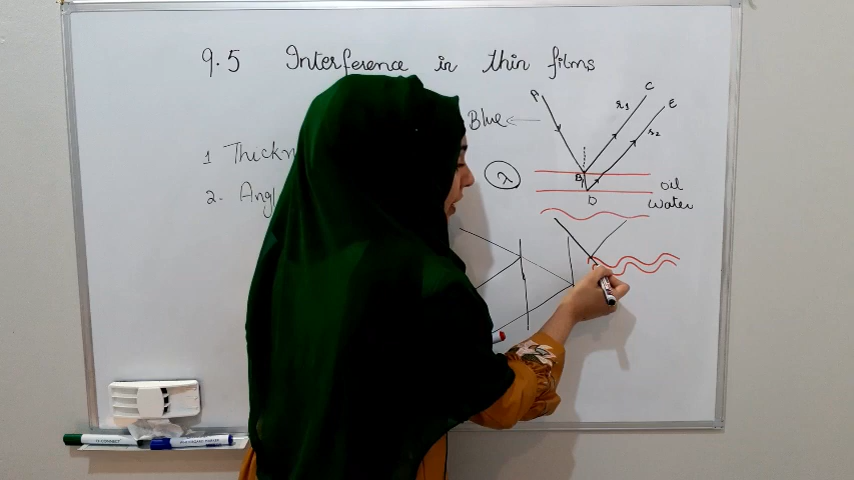 9.5 Interference in thin films
A
C
E
r1
r2
Blue
1 Thickn
λ
B
D
oil
water
2. Angl